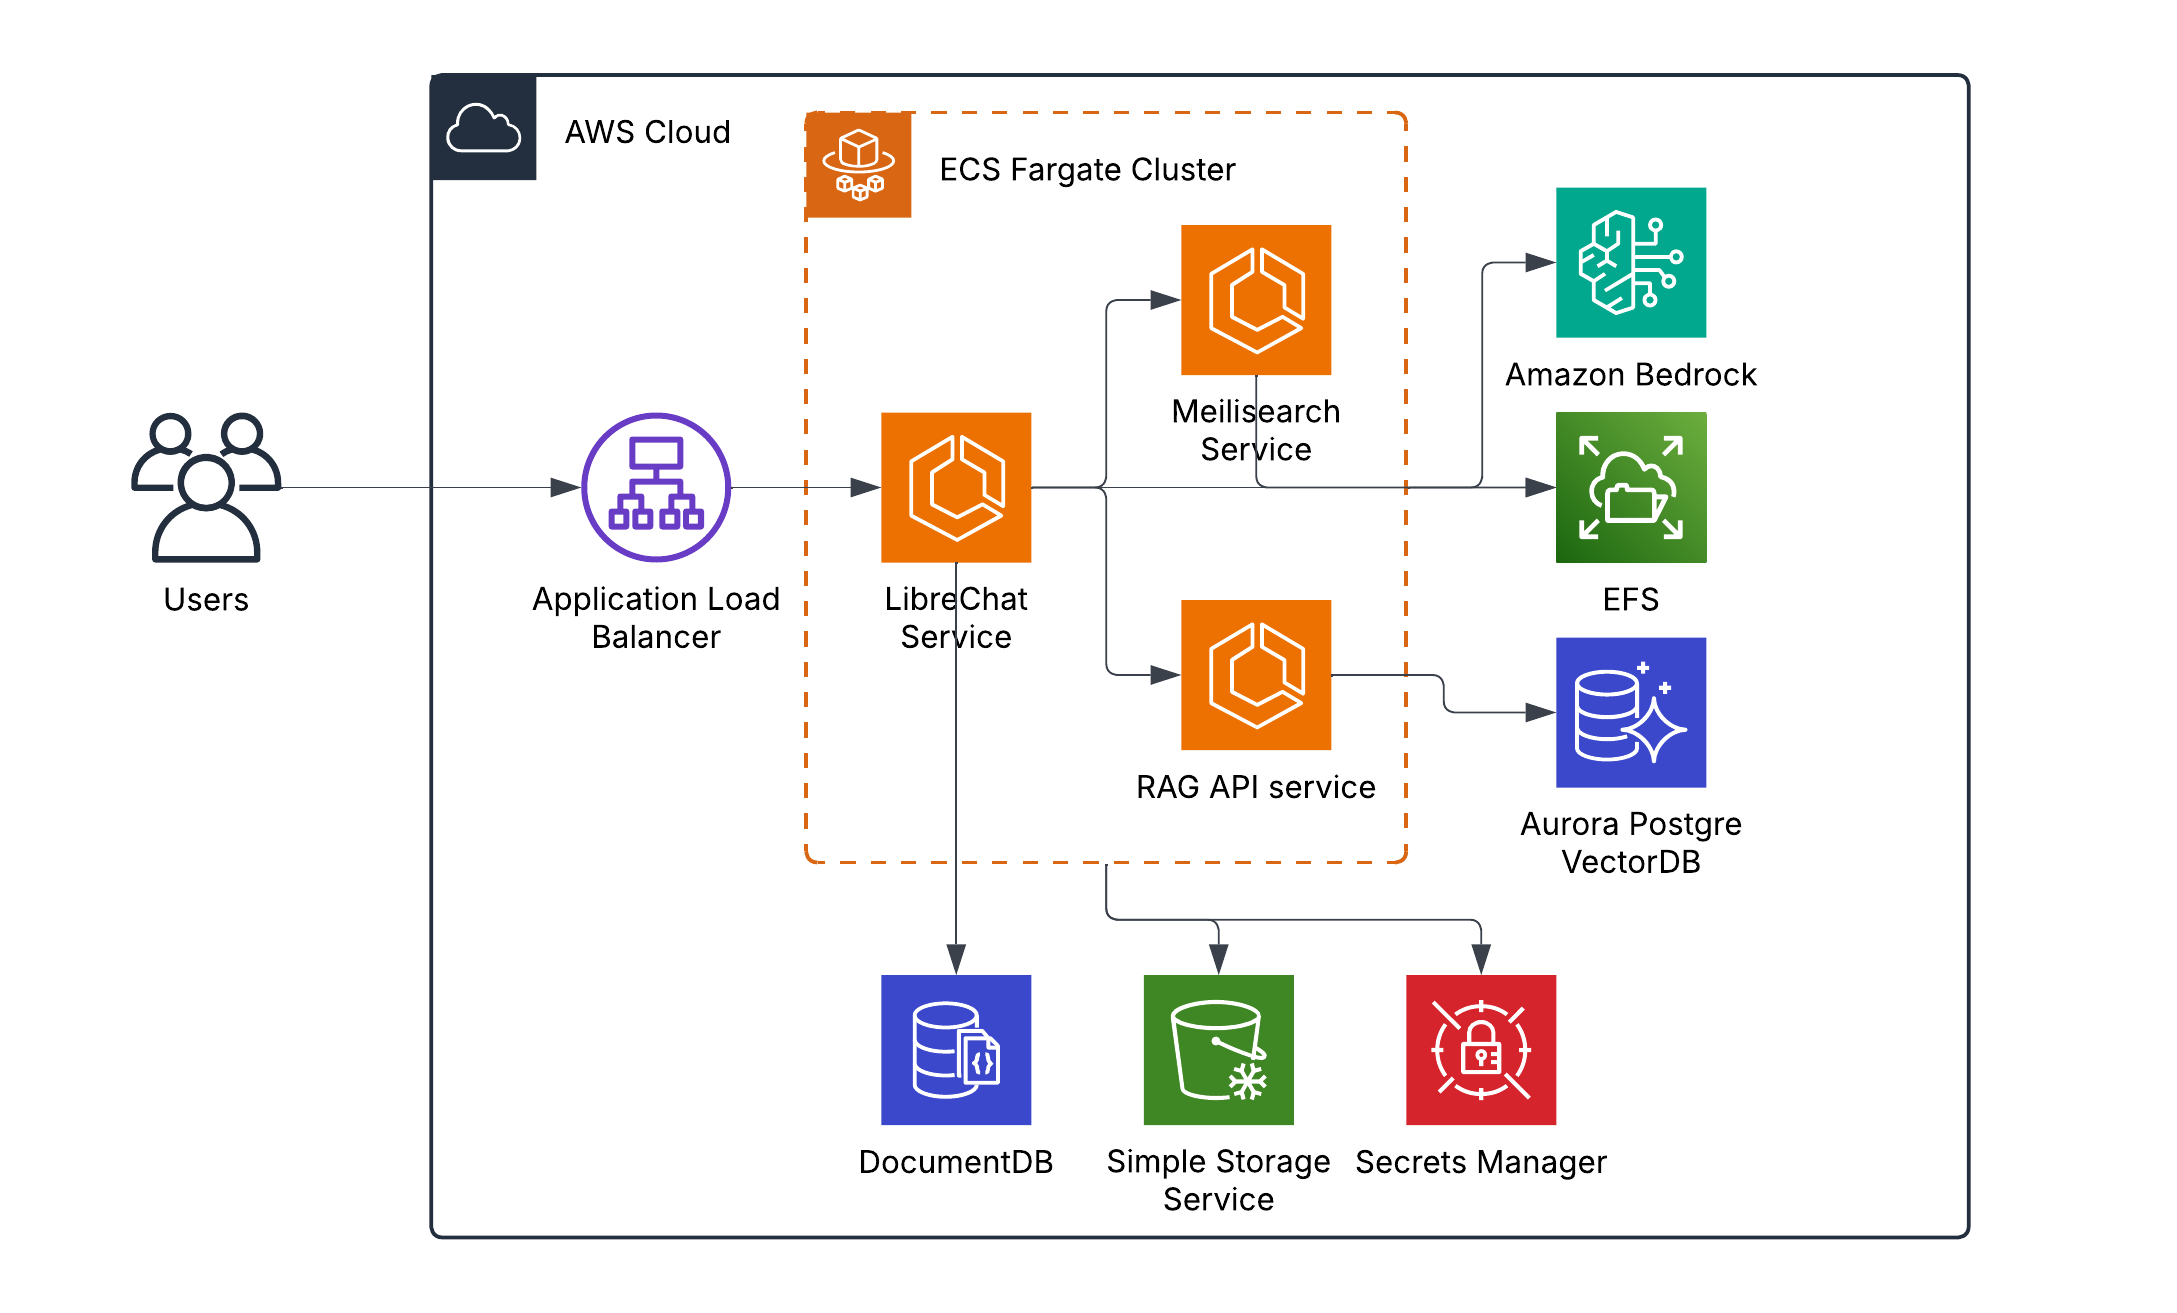 AWS Cloud
ECS Fargate Cluster
Amazon Bedrock
Meilisearch
Service
Users
Application Load
Balancer
LibreChat
Service
EFS
RAG API service
Aurora Postgre
VectorDB
DocumentDB
Simple Storage
Service
Secrets Manager